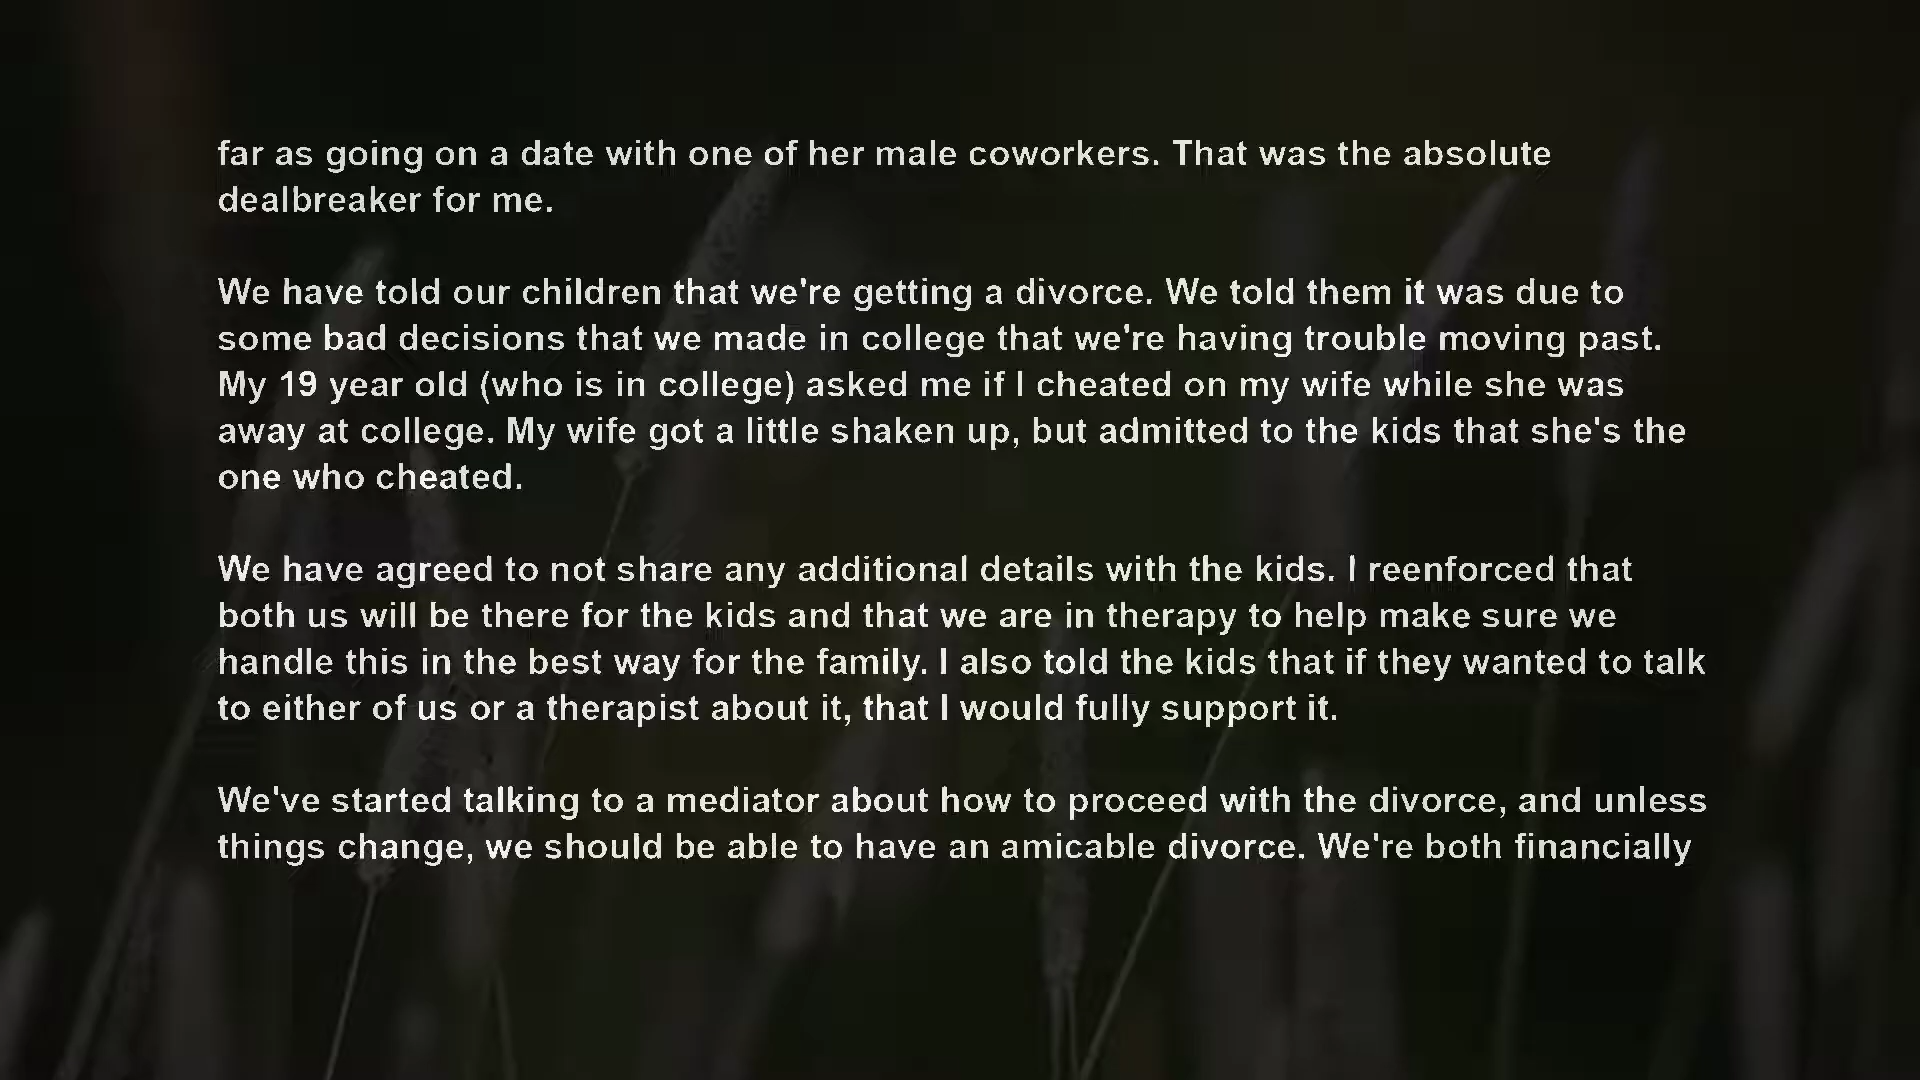 far as going on a date with one of her male coworkers. That was the absolute
dealbreaker for me.
We have told our children that we're getting a divorce. We told them it was due to
some bad decisions that we made in college that we're having trouble moving past.
My 19 year old (who is in college) asked me if I cheated on my wife while she was
away at college. My wife got a little shaken up, but admitted to the kids that she's the
one who cheated.
We have agreed to not share any additional details with the kids. I reenforced that
both us will be there for the kids and that we are in therapy to help make sure we
handle this in the best way for the family. I also told the kids that if they wanted to talk
to either of us or a therapist about it, that I would fully support it.
We've started talking to a mediator about how to proceed with the divorce, and unless
things change, we should be able to have an amicable divorce. We're both financially